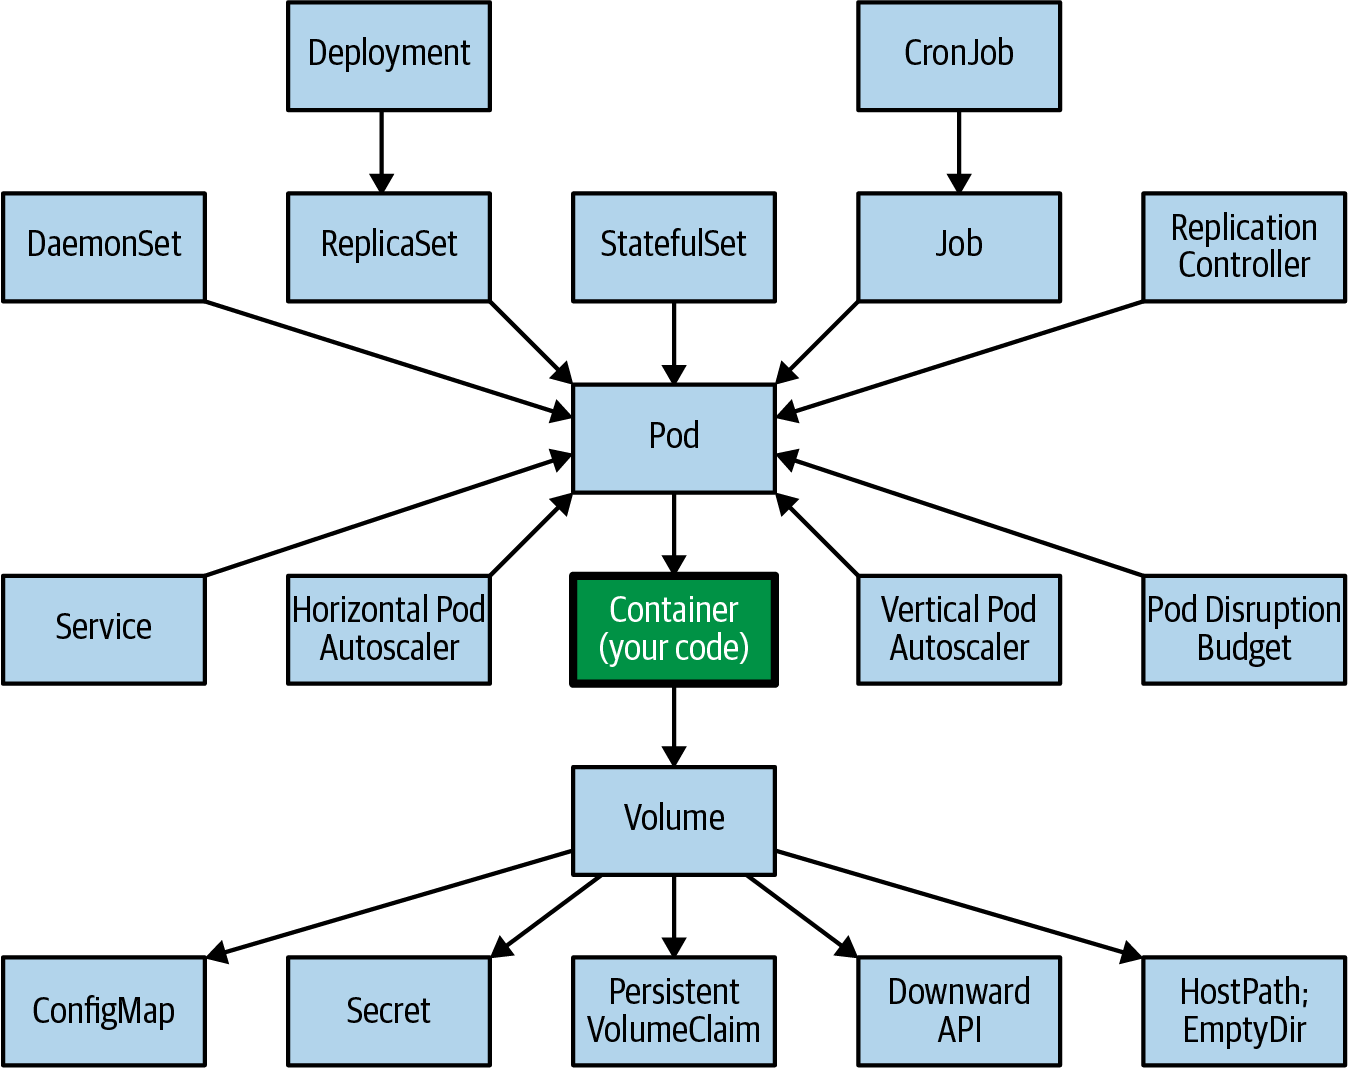 Deployment
CronJob
DaemonSet
ReplicaSet
StatefulSet
Job
Replication
Controller
Pod
Service
Horizontal Pod
Autoscaler
Container
(your code)
Vertical Pod
Autoscaler
Pod Disruption
Budget
Volume
ConfigMap
Secret
Persistent
VolumeClaim
Downward
API
HostPath;
EmptyDir